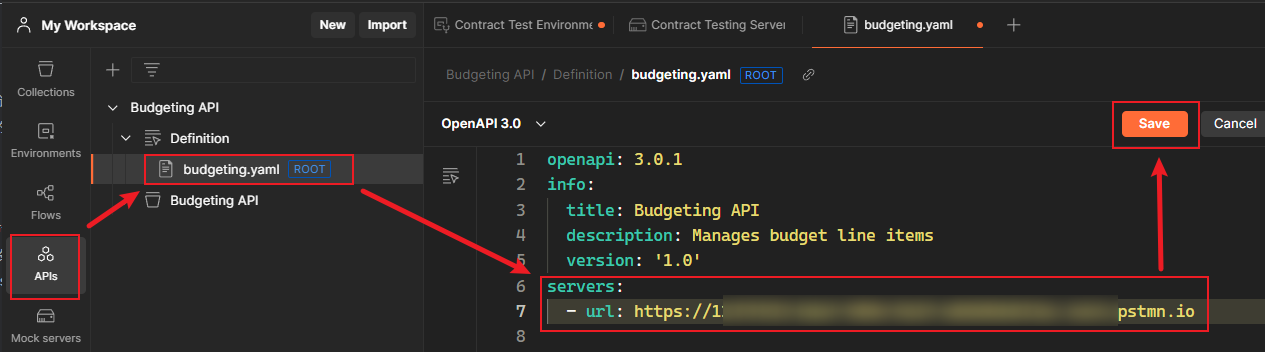 My Workspace
New
Import
Contract Test Environme
Contract Testing Server
budgeting.yaml
Collections
Environments
Flows
APIs
Mock servers
Budgeting API
Definition
budgeting.yaml ROOT
Budgeting API
Budgeting API / Definition / budgeting.yaml ROOT
OpenAPI 3.0
Save
Cancel
1 openapi: 3.0.1
2 info:
3 title: Budgeting API
4 description: Manages budget line items
5 version: '1.0'
6 servers:
7 - url: https://1 pstmn.io
8